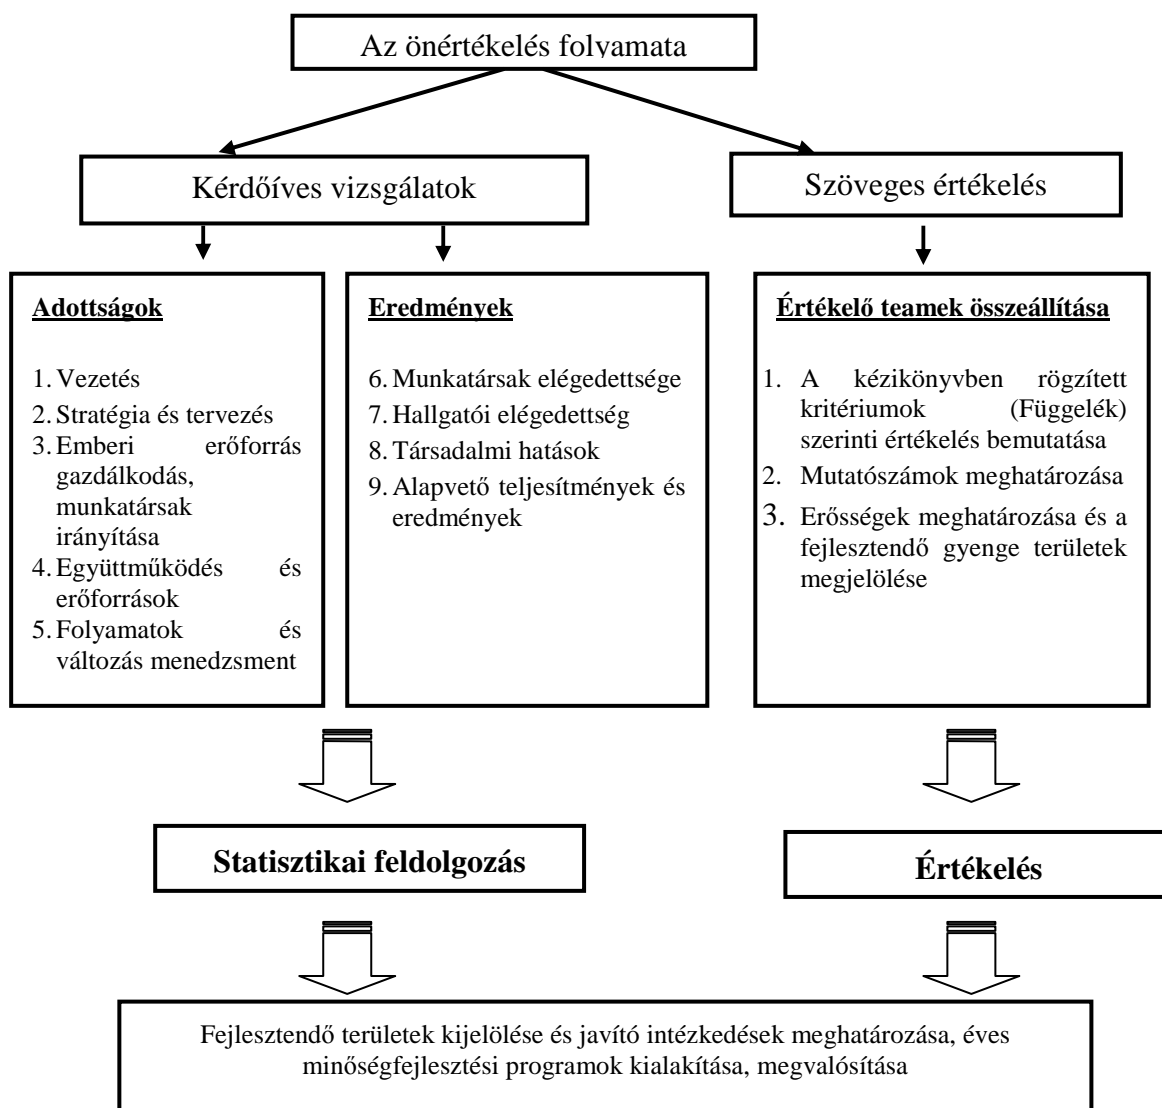 Az önértékelés folyamata
Kérdőíves vizsgálatok
Szöveges értékelés
Adottságok
1. Vezetés
2. Stratégia és tervezés
3. Emberi erőforrás
gazdálkodás,
munkatársak
irányítása
4. Együttműködés és
erőforrások
5. Folyamatok és
változás menedzsment
Eredmények
6. Munkatársak elégedettsége
7. Hallgatói elégedettség
8. Társadalmi hatások
9. Alapvető teljesítmények és
eredmények
Értékelő teamek összeállítása
1. A kézikönyvben rögzített
kritériumok (Függelék)
szerinti értékelés bemutatása
2. Mutatószámok meghatározása
3. Erősségek meghatározása és a
fejlesztendő gyenge területek
megjelölése
Statisztikai feldolgozás
Értékelés
Fejlesztendő területek kijelölése és javító intézkedések meghatározása, éves
minőségfejlesztési programok kialakítása, megvalósítása